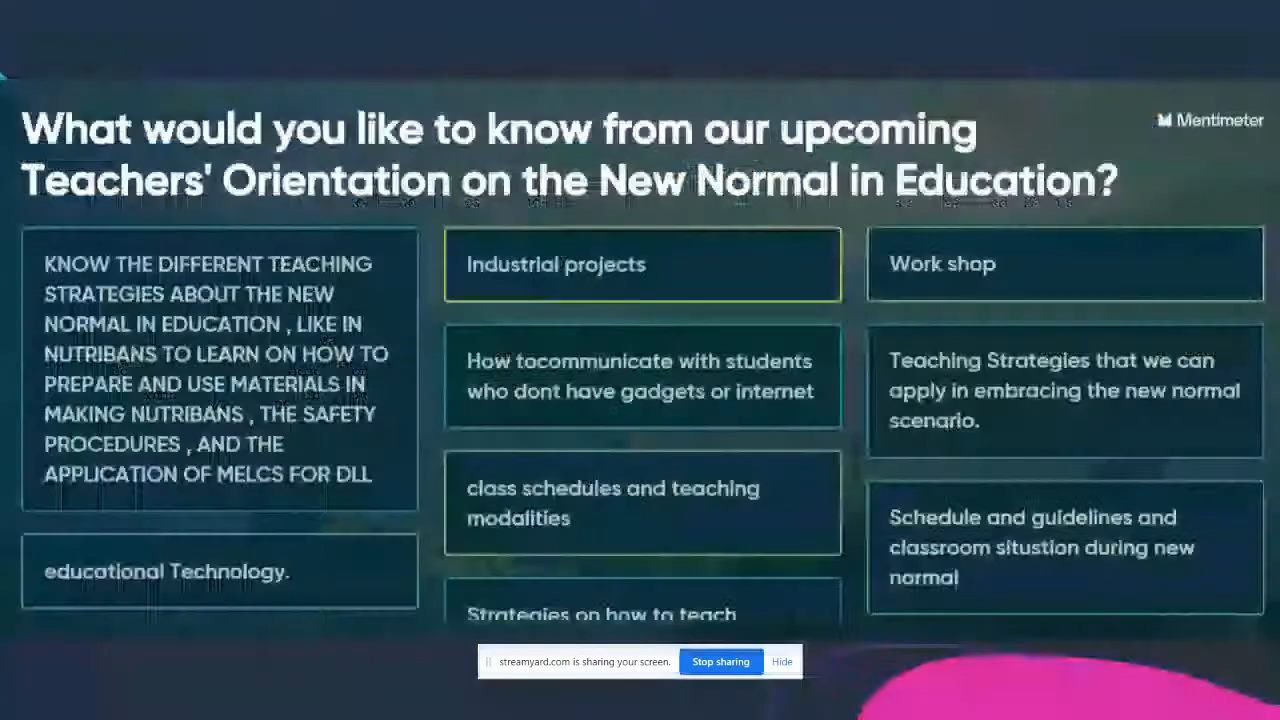 What would you like to know from our upcoming
Teachers' Orientation on the New Normal in Education?
Mentimeter
KNOW THE DIFFERENT TEACHING
STRATEGIES ABOUT THE NEW
NORMAL IN EDUCATION , LIKE IN
NUTRIBANS TO LEARN ON HOW TO
PREPARE AND USE MATERIALS IN
MAKING NUTRIBANS , THE SAFETY
PROCEDURES , AND THE
APPLICATION OF MELCS FOR DLL
educational Technology.
Industrial projects
How tocommunicate with students
who dont have gadgets or internet
class schedules and teaching
modalities
Strategies on how to teach
Work shop
Teaching Strategies that we can
apply in embracing the new normal
scenario.
Schedule and guidelines and
classroom situstion during new
normal
streamyard.com is sharing your screen.
Stop sharing
Hide